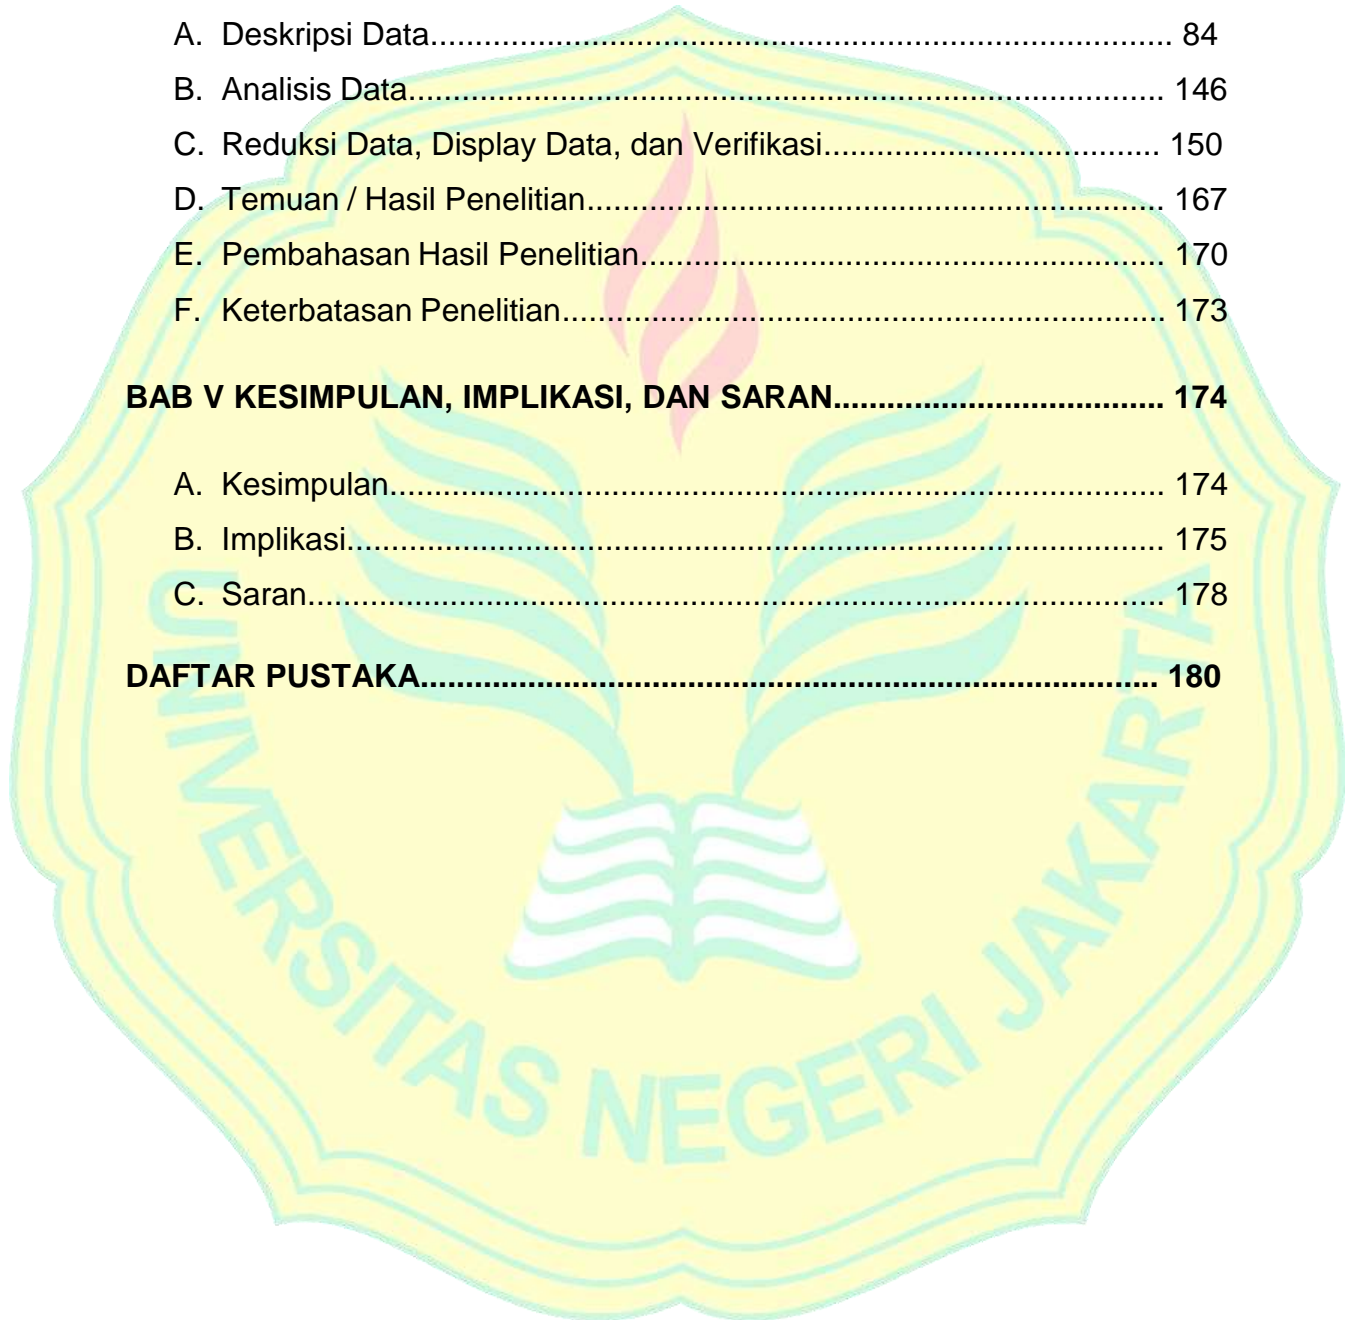 A. Deskripsi Data........................................................................ 84
B. Analisis Data......................................................................... 146
C. Reduksi Data, Display Data, dan Verifikasi................................. 150
D. Temuan / Hasil Penelitian........................................................ 167
E. Pembahasan Hasil Penelitian................................................... 170
F. Keterbatasan Penelitian........................................................... 173
BAB V KESIMPULAN, IMPLIKASI, DAN SARAN................................... 174
A. Kesimpulan........................................................................... 174
B. Implikasi............................................................................... 175
C. Saran................................................................................... 178
DAFTAR PUSTAKA.............................................................................. 180
UNIVERSITAS NEGERI JAKARTA